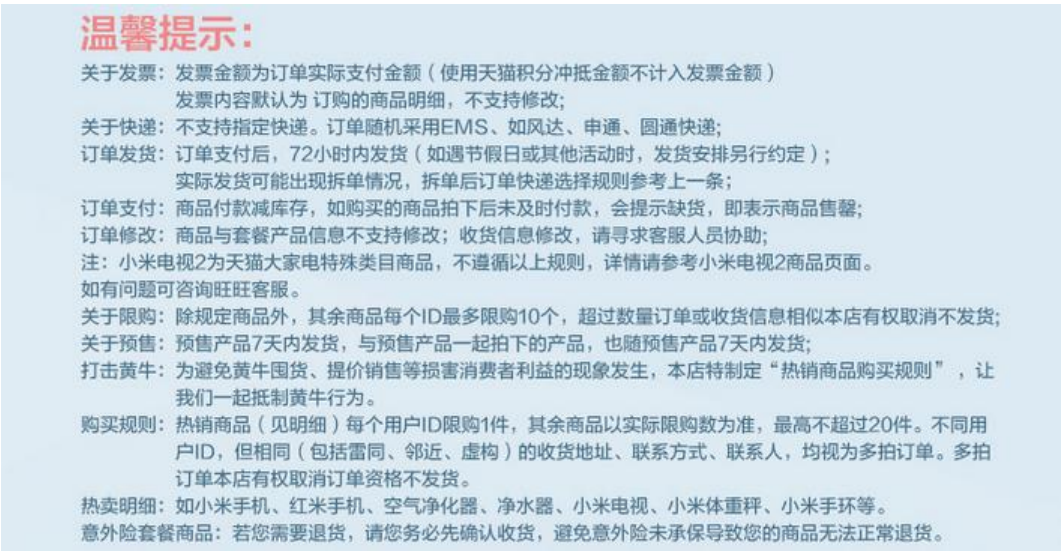 温馨提示：
关于发票：发票金额为订单实际支付金额（使用天猫积分冲抵金额不计入发票金额）
发票内容默认为 订购的商品明细，不支持修改;
关于快递：不支持指定快递。订单随机采用EMS、如风达、申通、圆通快递;
订单发货：订单支付后，72小时内发货（如遇节假日或其他活动时，发货安排另行约定）;
实际发货可能出现拆单情况，拆单后订单快递选择规则参考上一条;
订单支付：商品付款减库存，如购买的商品拍下后未及时付款，会提示缺货，即表示商品售罄;
订单修改：商品与套餐产品信息不支持修改；收货信息修改，请寻求客服人员协助;
注：小米电视2为天猫大家电特殊类目商品，不遵循以上规则，详情请参考小米电视2商品页面。
如有问题可咨询旺旺客服。
关于限购：除规定商品外，其余商品每个ID最多限购10个，超过数量订单或收货信息相似本店有权取消不发货;
关于预售：预售产品7天内发货，与预售产品一起拍下的产品，也随预售产品7天内发货;
打击黄牛：为避免黄牛囤货、提价销售等损害消费者利益的现象发生，本店特制定“热销商品购买规则”，让
我们一起抵制黄牛行为。
购买规则：热销商品（见明细）每个用户ID限购1件，其余商品以实际限购数为准，最高不超过20件。不同用
户ID，但相同（包括雷同、邻近、虚构）的收货地址、联系方式、联系人，均视为多拍订单。多拍
订单本店有权取消订单资格不发货。
热卖明细：如小米手机、红米手机、空气净化器、净水器、小米电视、小米体重秤、小米手环等。
意外险套餐商品：若您需要退货，请您务必先确认收货，避免意外险未承保导致您的商品无法正常退货。